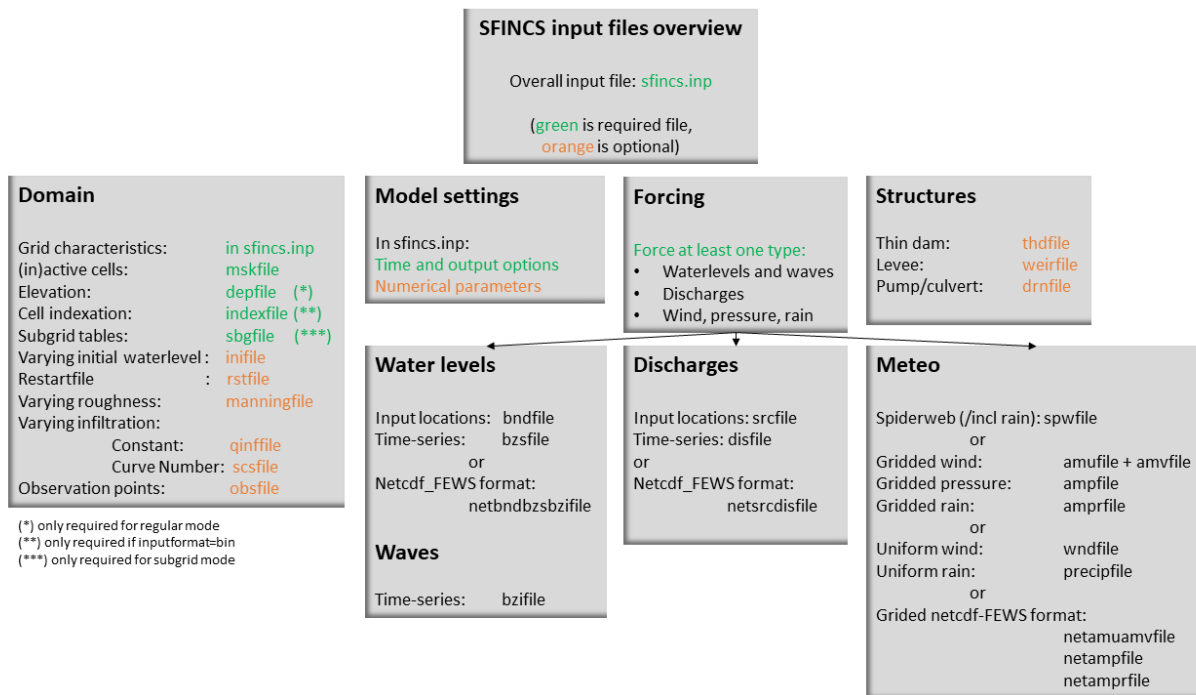 SFINCS input files overview
Overall input file: sfincs.inp
(green is required file,
orange is optional)
Domain
Grid characteristics: in sfincs.inp
(in)active cells: mskfile
Elevation: depfile (*)
Cell indexation: indexfile (**)
Subgrid tables: sbgfile (***)
Varying initial waterlevel : inifile
Restartfile : rstfile
Varying roughness: manningfile
Varying infiltration:
Constant: qinffile
Curve Number: scsfile
Observation points: obsfile
(*) only required for regular mode
(**) only required if inputformat=bin
(***) only required for subgrid mode
Model settings
In sfincs.inp:
Time and output options
Numerical parameters
Forcing
Force at least one type:
• Waterlevels and waves
• Discharges
• Wind, pressure, rain
Structures
Thin dam: thdfile
Levee: weirfile
Pump/culvert: drnfile
Water levels
Input locations: bndfile
Time-series: bzsfile
or
Netcdf_FEWS format:
netbndbzsbzifile
Waves
Time-series: bzifile
Discharges
Input locations: srcfile
Time-series: disfile
or
Netcdf_FEWS format:
netsrcdisfile
Meteo
Spiderweb (/incl rain): spwfile
or
Gridded wind: amufile + amvfile
Gridded pressure: ampfile
Gridded rain: amprfile
or
Uniform wind: wndfile
Uniform rain: precipfile
or
Grided netcdf-FEWS format:
netamuamvfile
netampfile
netamprfile